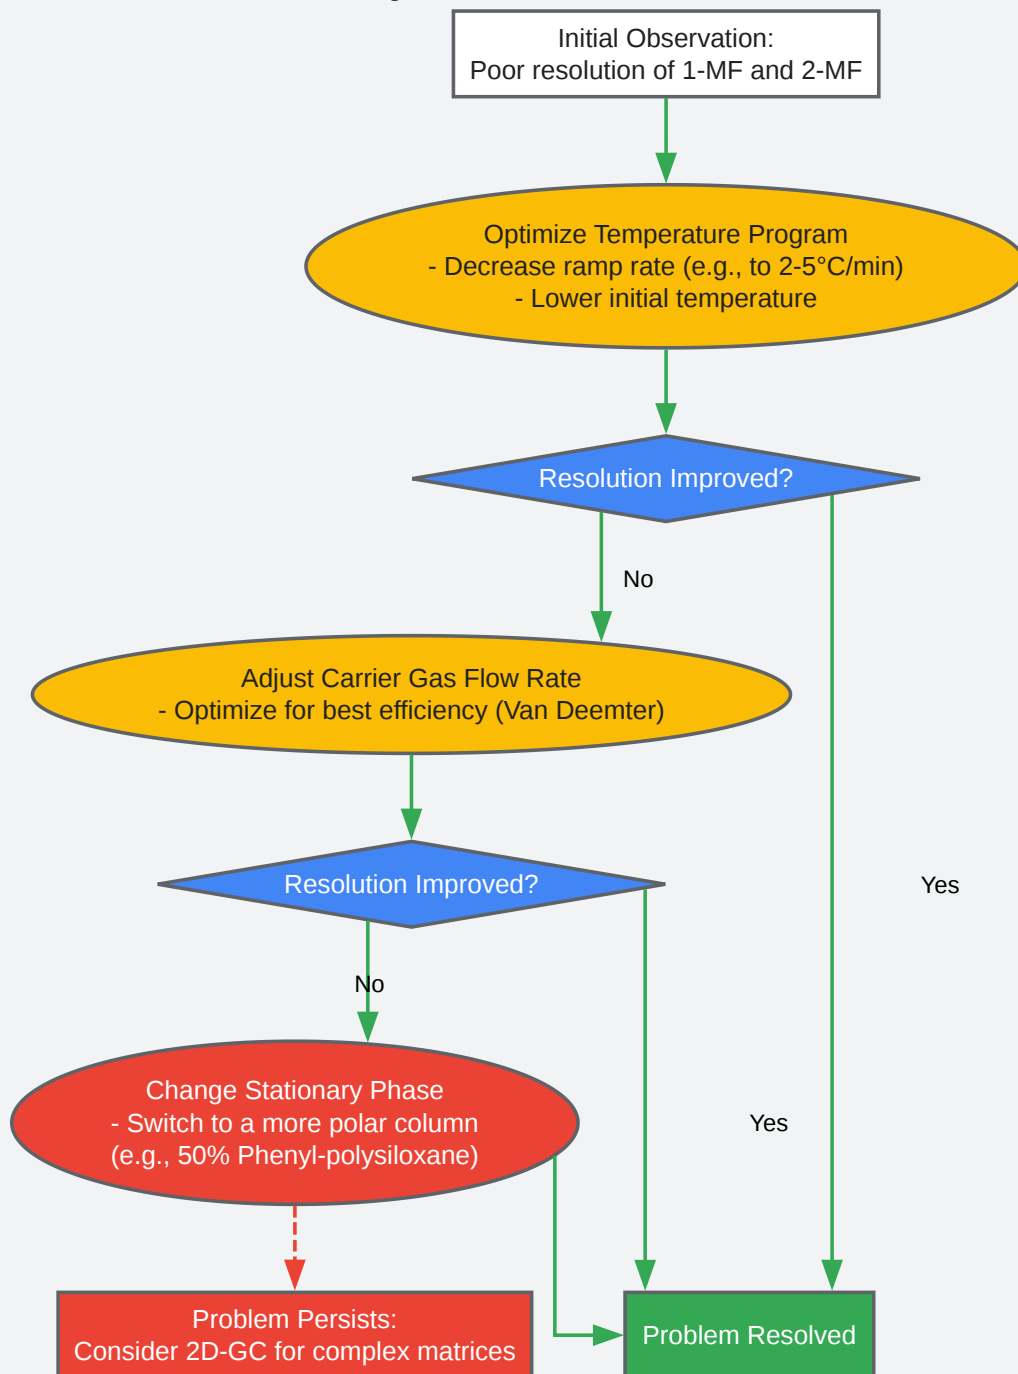 Initial Observation:
Poor resolution of 1-MF and 2-MF
Optimize Temperature Program
- Decrease ramp rate (e.g., to 2-5°C/min)
- Lower initial temperature
Resolution Improved?
No
Adjust Carrier Gas Flow Rate
- Optimize for best efficiency (Van Deemter)
Resolution Improved?
Yes
No
Change Stationary Phase
- Switch to a more polar column
(e.g., 50% Phenyl-polysiloxane)
Yes
Problem Persists:
Consider 2D-GC for complex matrices
Problem Resolved